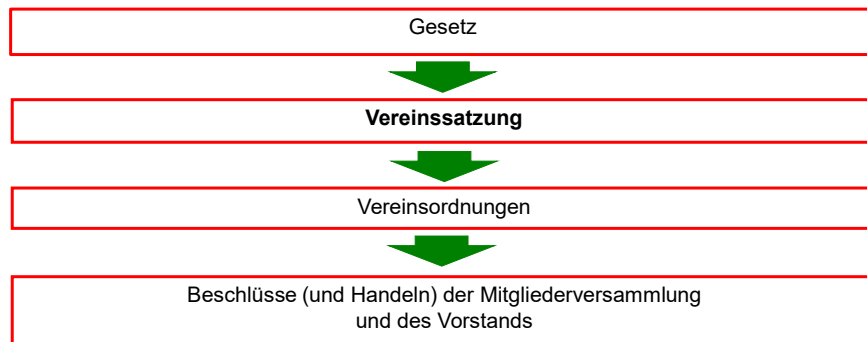 Gesetz
Vereinssatzung
Vereinsordnungen
Beschlüsse (und Handeln) der Mitgliederversammlung
und des Vorstands